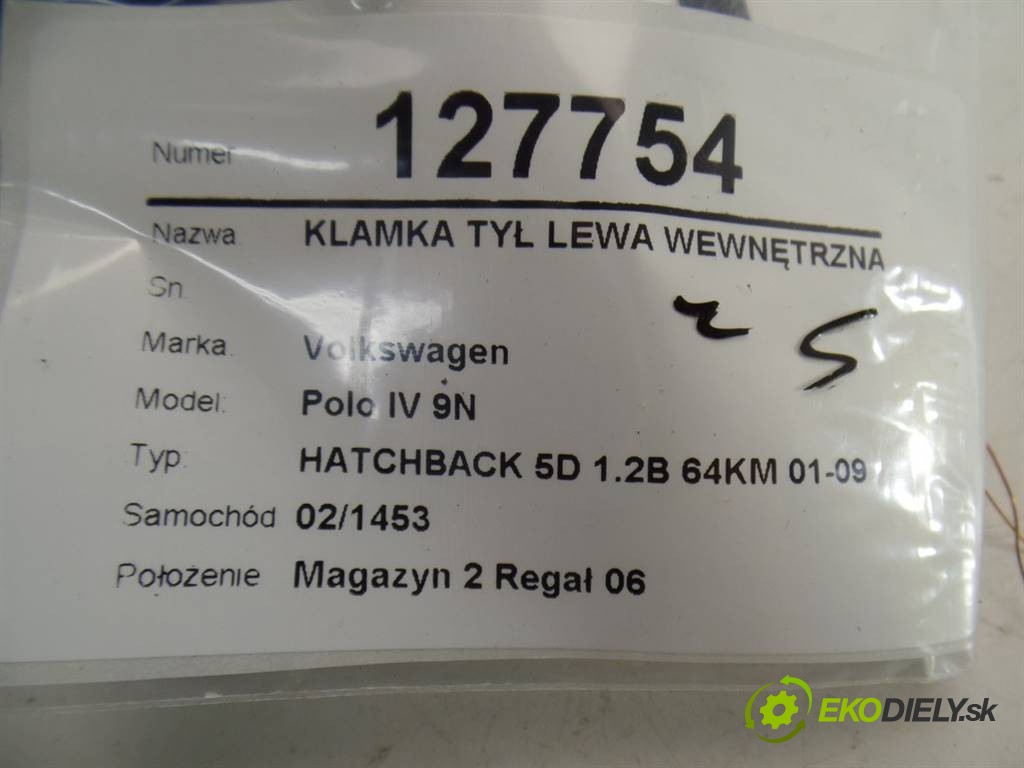 Numer 127754
Nazwa KLAMKA TYŁ LEWA WEWNĘTRZNA
Sn
Marka Volkswagen
Model: Polo IV 9N
Typ HATCHBACK 5D 1.2B 64KM 01-09
Samochód 02/1453
Położenie Magazyn 2 Regał 06
EKODIELY.sk